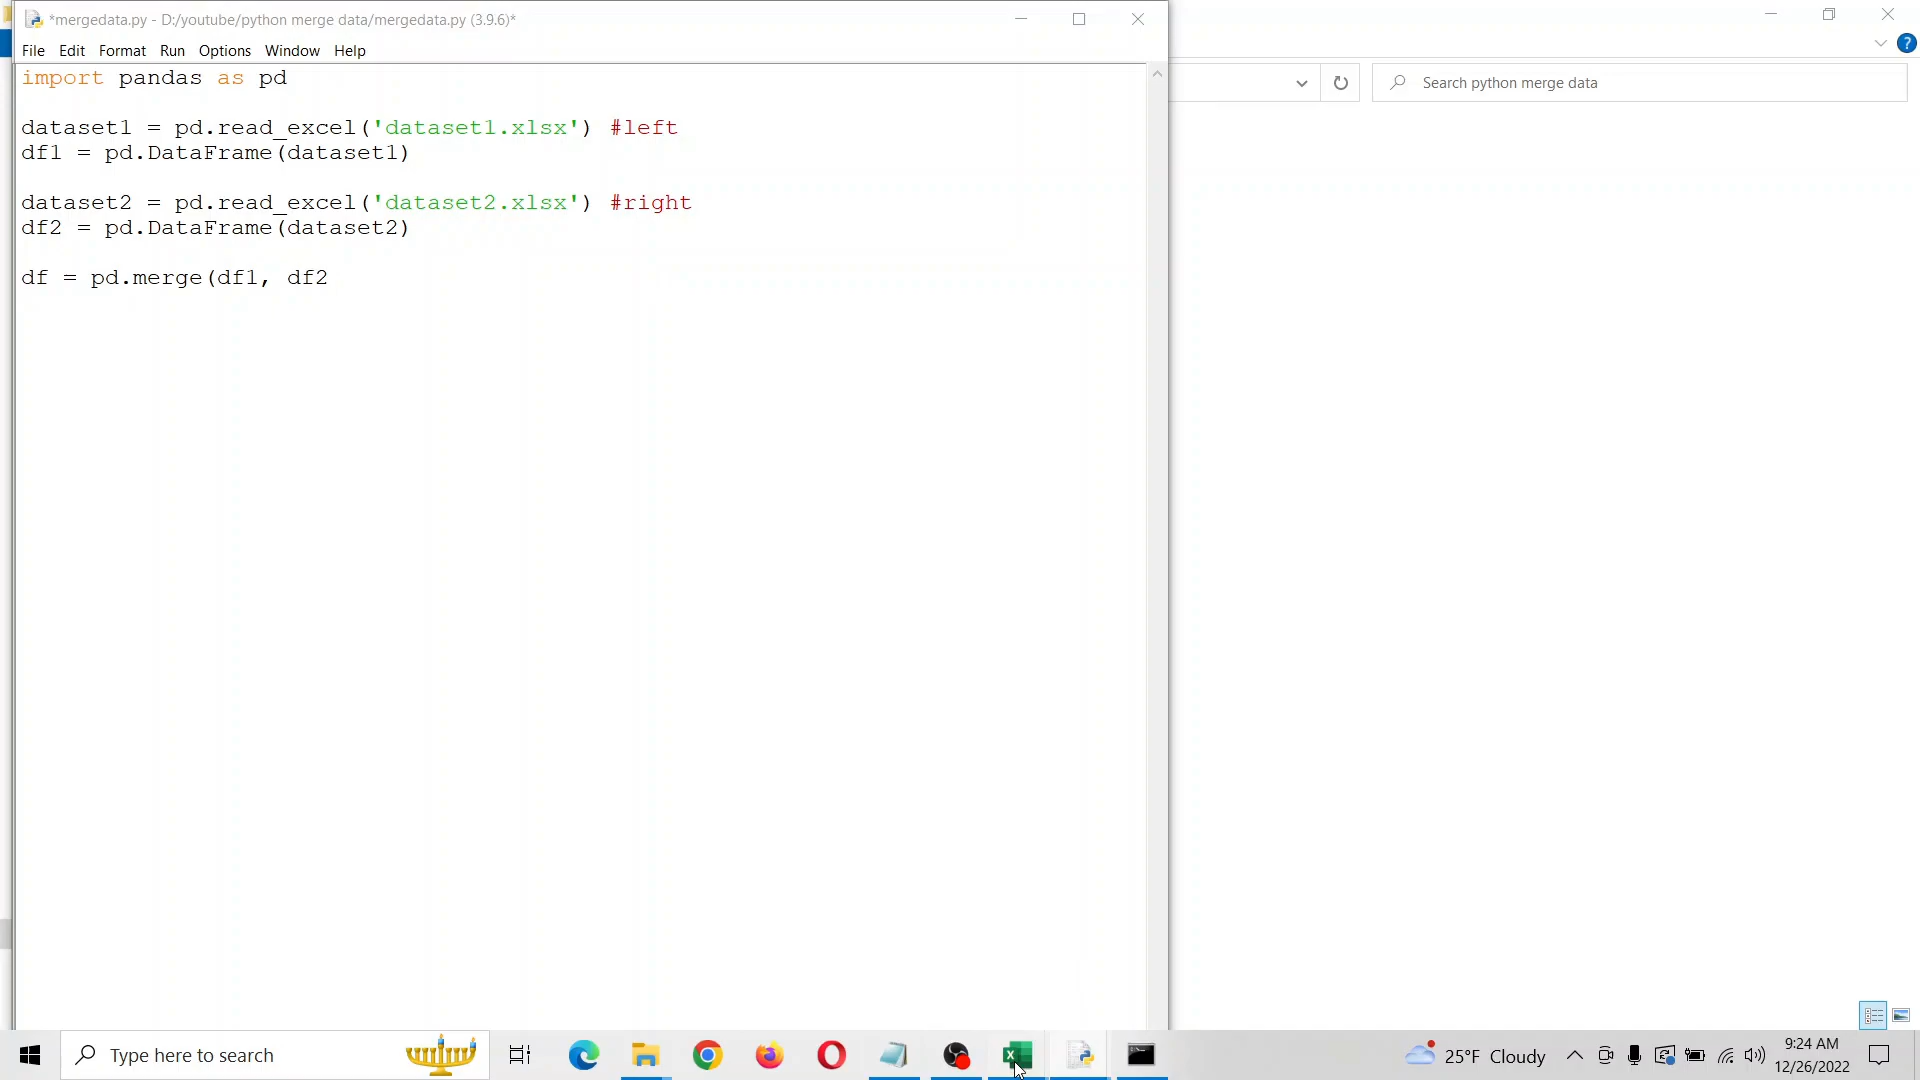 *mergedata.py - D:/youtube/python merge data/mergedata.py (3.9.6)*
File Edit Format Run Options Window Help
import pandas as pd
dataset1 = pd.read_excel('dataset1.xlsx') #left
df1 = pd.DataFrame(dataset1)
dataset2 = pd.read_excel('dataset2.xlsx') #right
df2 = pd.DataFrame(dataset2)
df = pd.merge(df1, df2
?
Search python merge data
Type here to search
25°F Cloudy
9:24 AM
12/26/2022